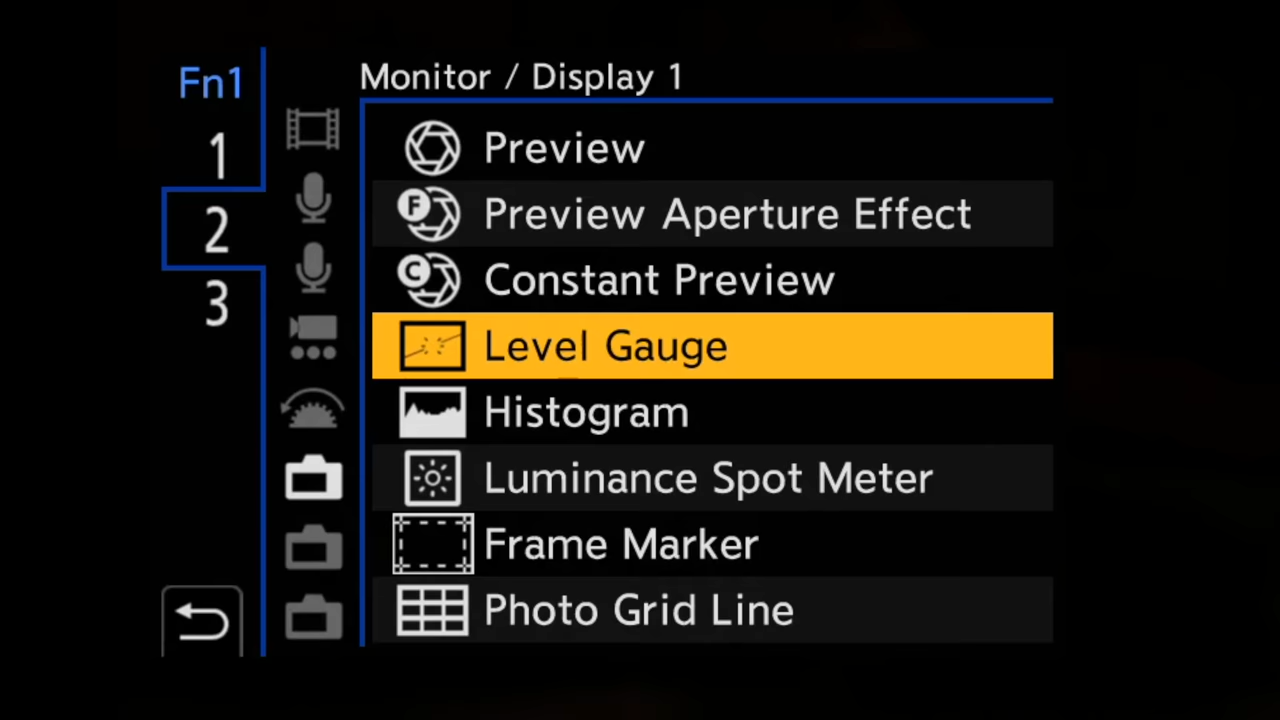 Fn1
1
2
3
Monitor / Display 1
Preview
F Preview Aperture Effect
C Constant Preview
Level Gauge
Histogram
Luminance Spot Meter
Frame Marker
Photo Grid Line